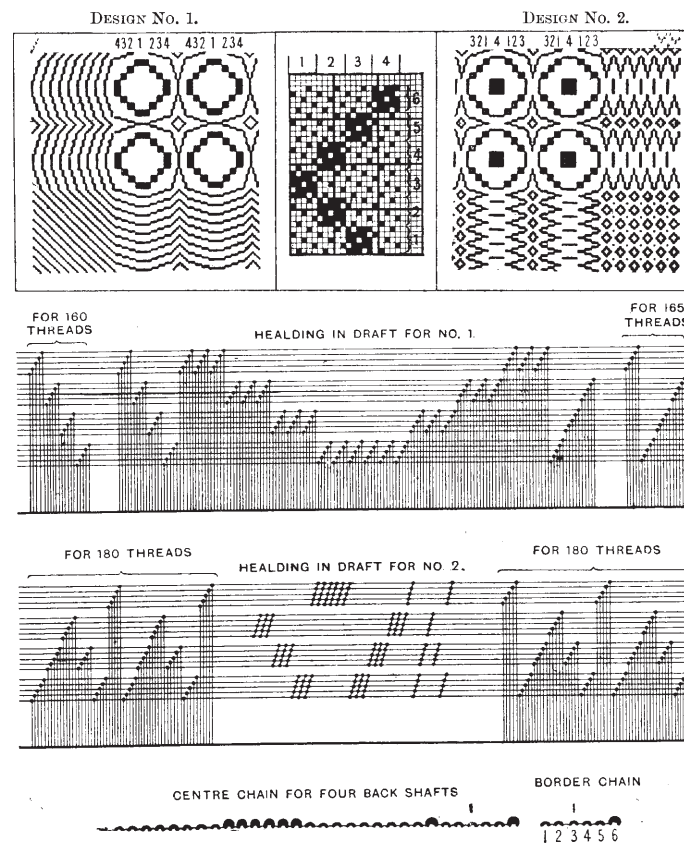 DESIGN NO. 1.
DESIGN NO. 2.
432 1 234 432 1 234
1 2 3 4
6
5
4
3
2
1
321 4 123 321 4 123
FOR 160
THREADS
HEALDING IN DRAFT FOR NO. 1.
FOR 165
THREADS
FOR 180 THREADS
HEALDING IN DRAFT FOR NO. 2.
FOR 180 THREADS
CENTRE CHAIN FOR FOUR BACK SHAFTS
BORDER CHAIN
1 2 3 4 5 6